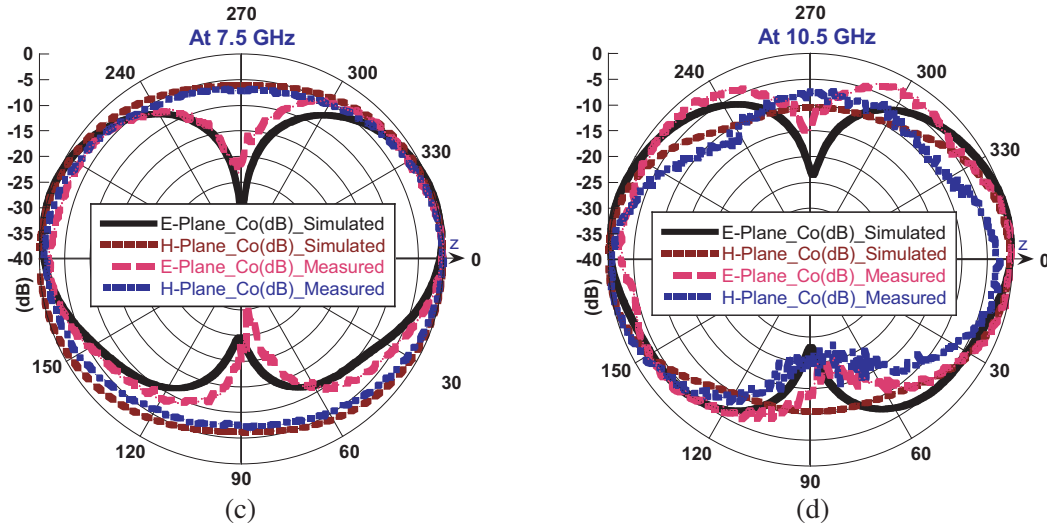 270
At 7.5 GHz
0
-5
-10
-15
-20
-25
-30
-35
-40
(dB)
240
300
330
z
0
30
60
90
120
150
E-Plane_Co(dB)_Simulated
H-Plane_Co(dB)_Simulated
E-Plane_Co(dB)_Measured
H-Plane_Co(dB)_Measured
(c)
270
At 10.5 GHz
0
-5
-10
-15
-20
-25
-30
-35
-40
(dB)
240
300
330
z
0
30
60
90
120
150
E-Plane_Co(dB)_Simulated
H-Plane_Co(dB)_Simulated
E-Plane_Co(dB)_Measured
H-Plane_Co(dB)_Measured
(d)